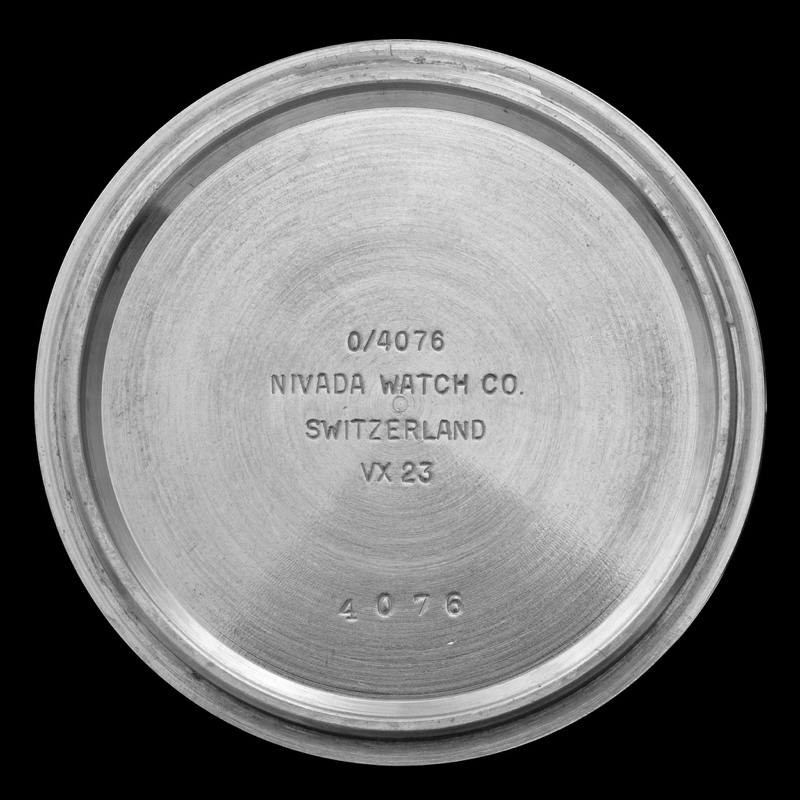 0/4076
NIVADA WATCH CO.
SWITZERLAND
VX 23
4076